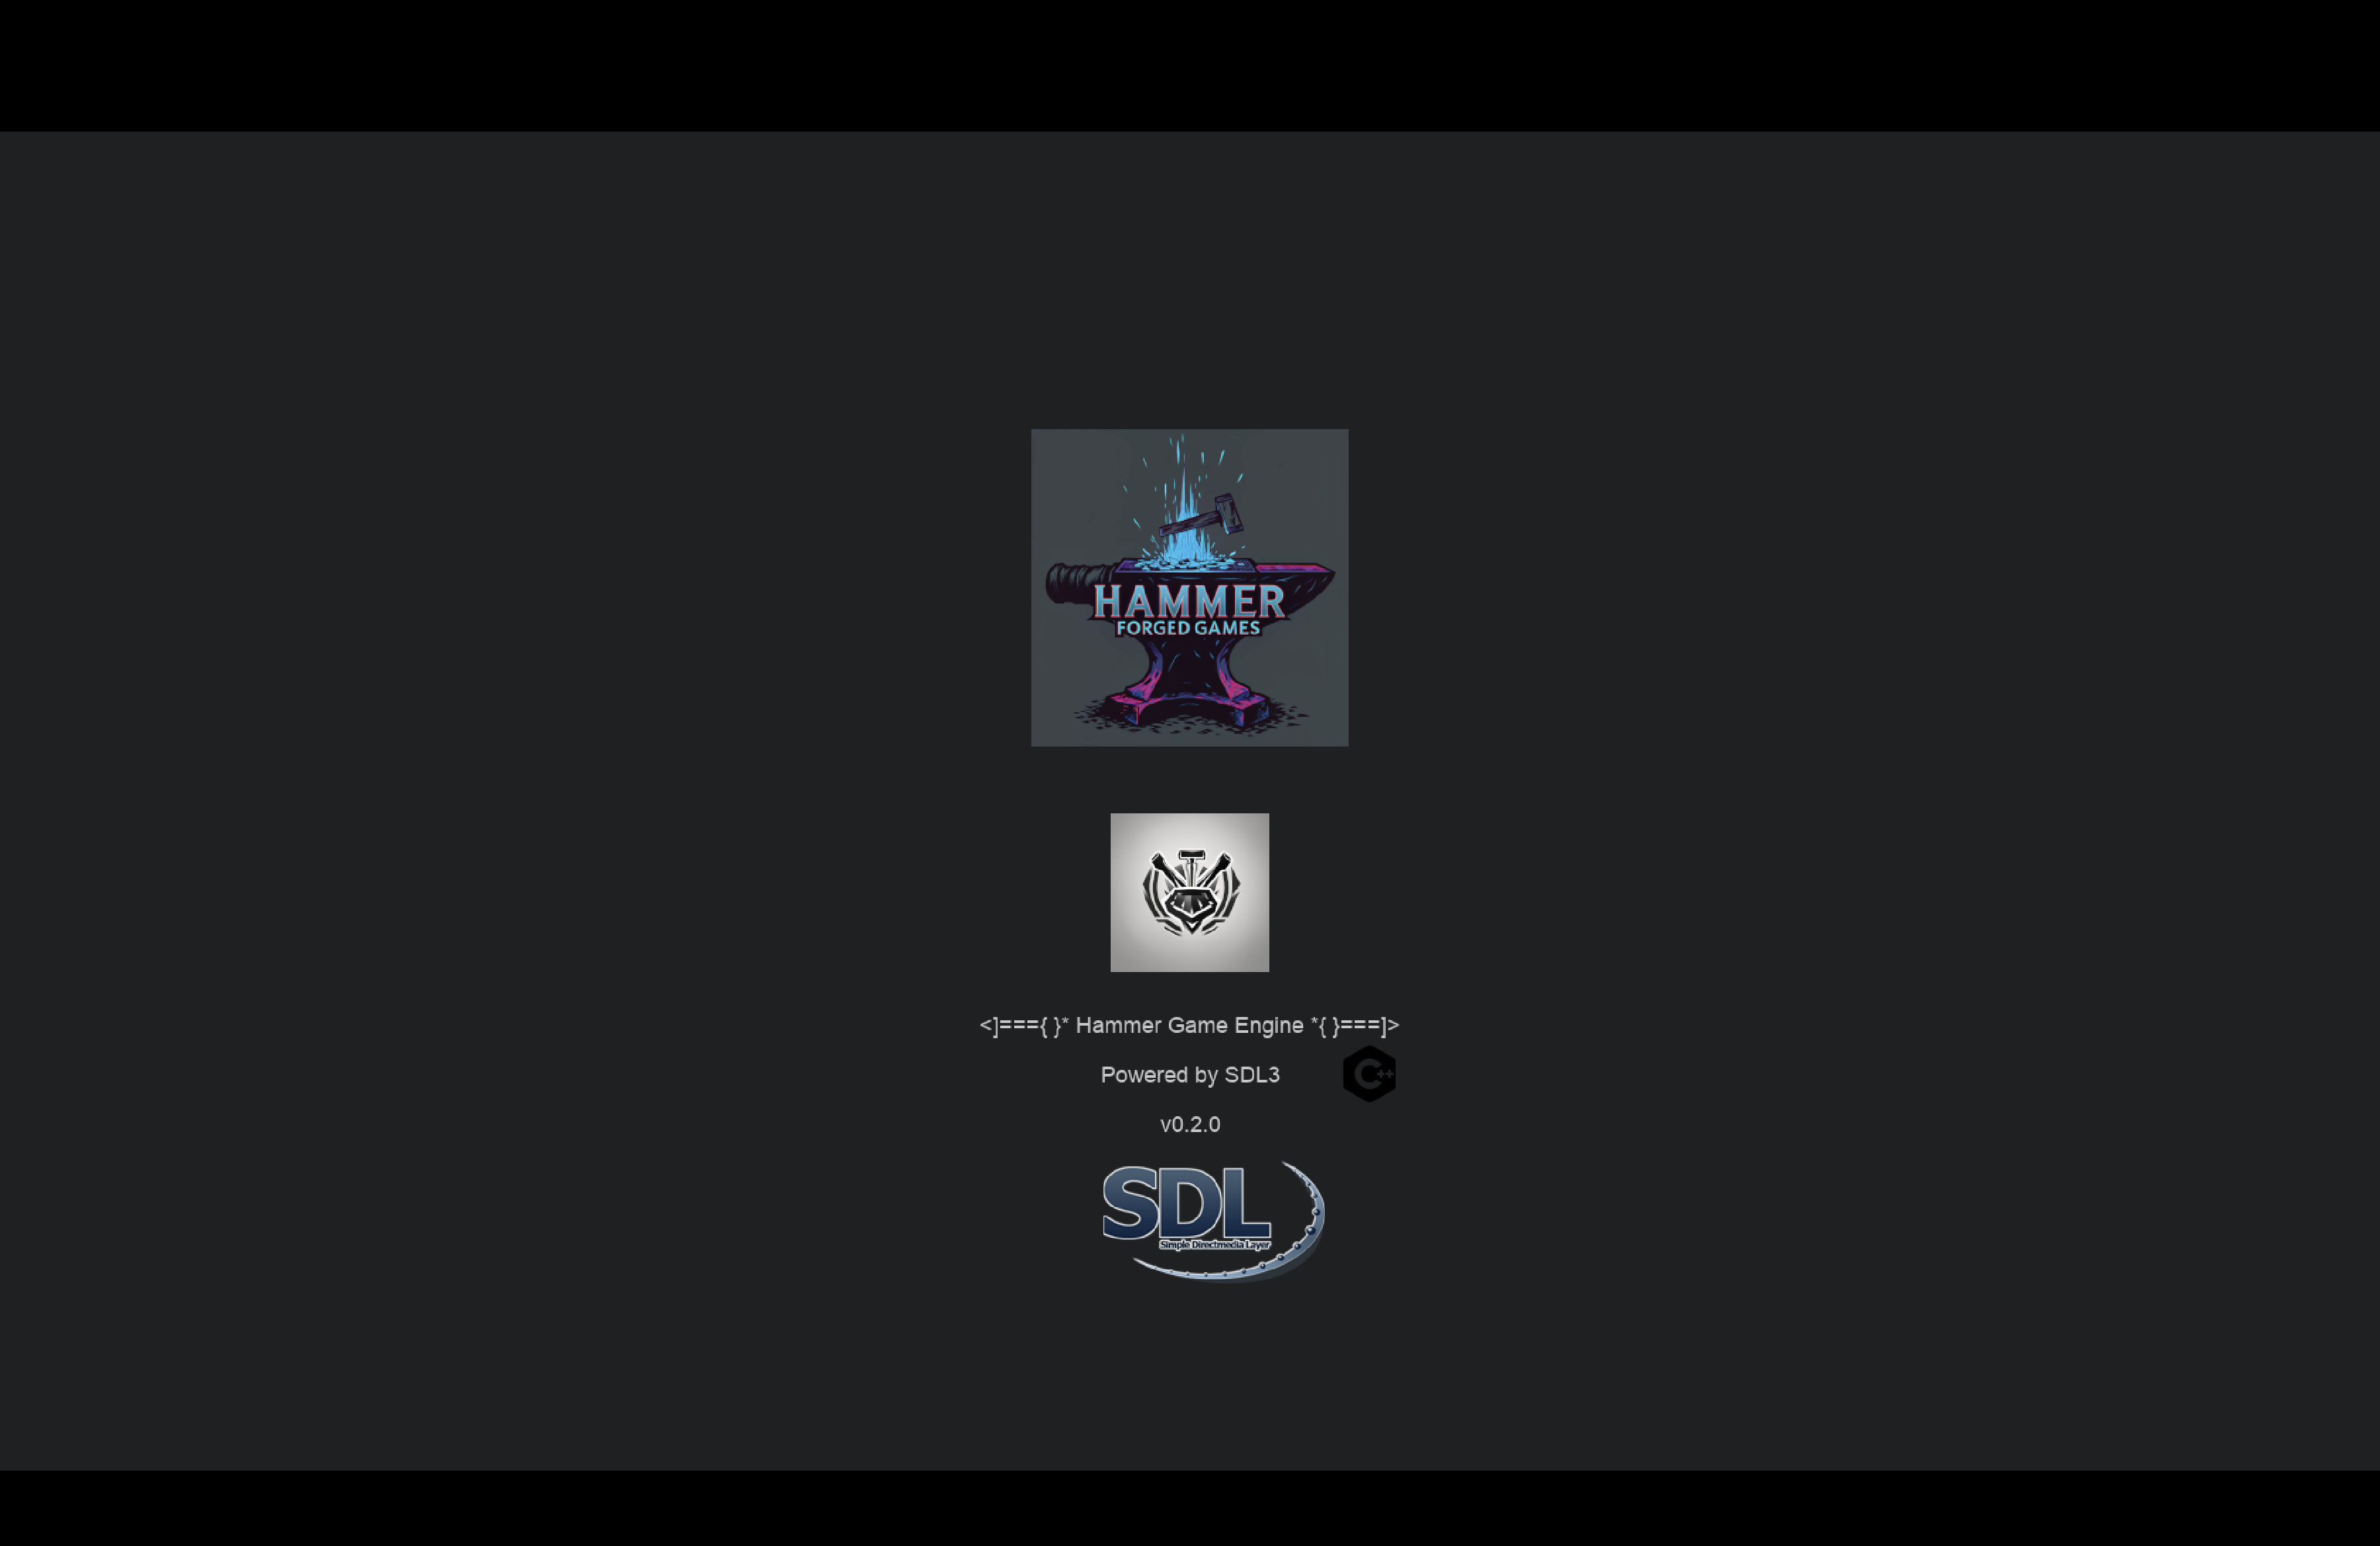 HAMMER
FORGED GAMES
<]==={ }* Hammer Game Engine *{ }===]>
Powered by SDL3
C++
v0.2.0
SDL
Simple Directmedia Layer